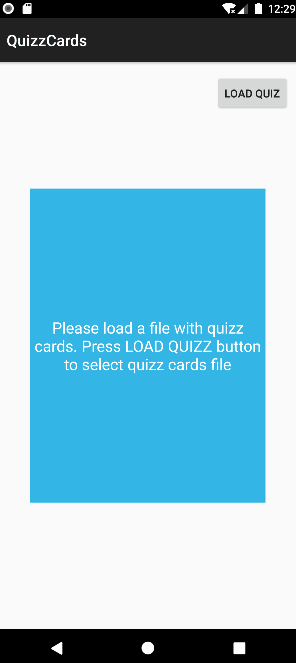 12:29
QuizzCards
LOAD QUIZ
Please load a file with quizz
cards. Press LOAD QUIZZ button
to select quizz cards file